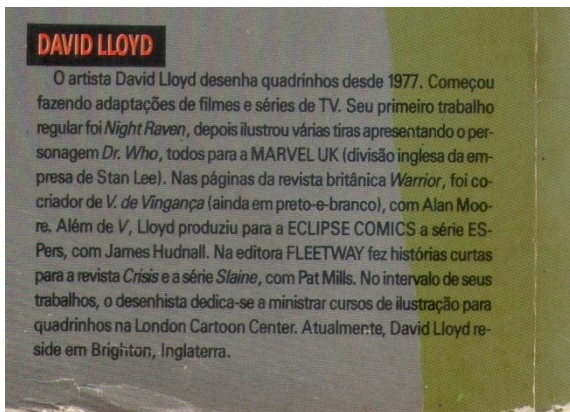 DAVID LLOYD
O artista David Lloyd desenha quadrinhos desde 1977. Começou
fazendo adaptações de filmes e séries de TV. Seu primeiro trabalho
regular foi Night Raven, depois ilustrou várias tiras apresentando o per-
sonagem Dr. Who, todos para a MARVEL UK (divisão inglesa da em-
presa de Stan Lee). Nas páginas da revista britânica Warrior, foi co-
criador de V. de Vingança (ainda em preto-e-branco), com Alan Moo-
re. Além de V, Lloyd produziu para a ECLIPSE COMICS a série ES-
Pers, com James Hudnall. Na editora FLEETWAY fez histórias curtas
para a revista Crisis e a série Slaine, com Pat Mills. No intervalo de seus
trabalhos, o desenhista dedica-se a ministrar cursos de ilustração para
quadrinhos na London Cartoon Center. Atualmente, David Lloyd re-
side em Brighton, Inglaterra.